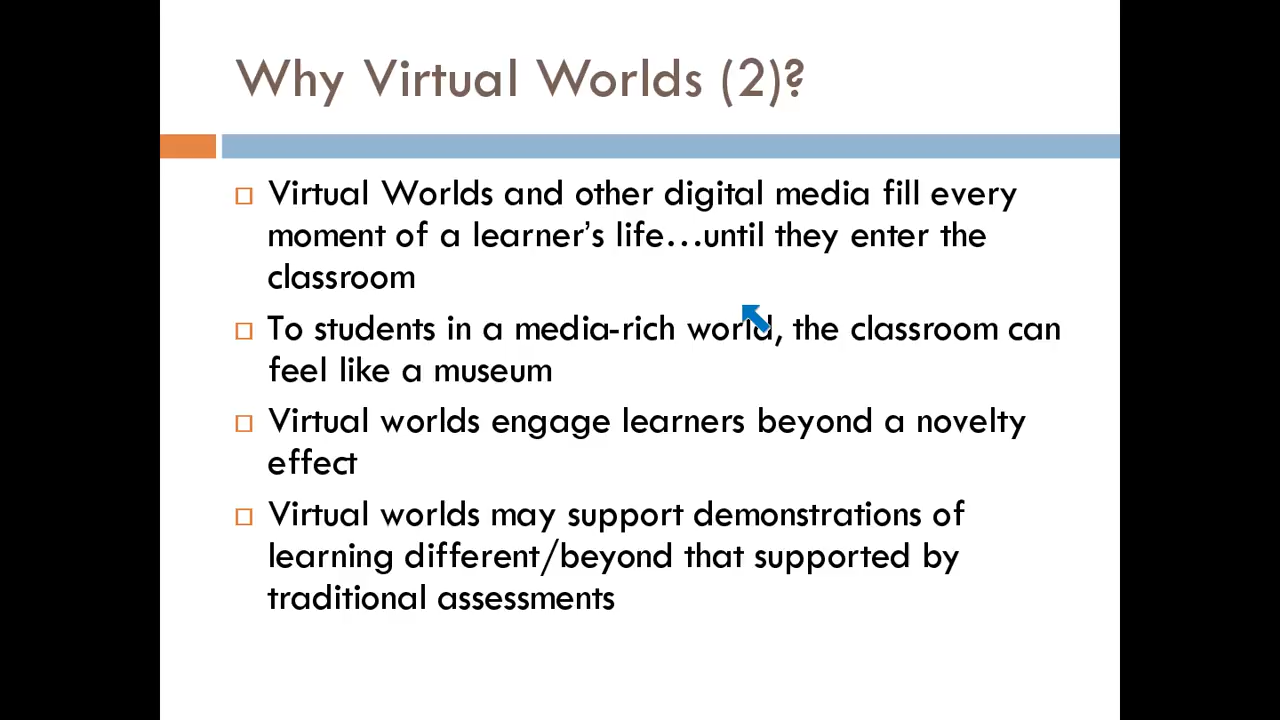 Why Virtual Worlds (2)?
Virtual Worlds and other digital media fill every
moment of a learner’s life…until they enter the
classroom
To students in a media-rich world, the classroom can
feel like a museum
Virtual worlds engage learners beyond a novelty
effect
Virtual worlds may support demonstrations of
learning different/beyond that supported by
traditional assessments